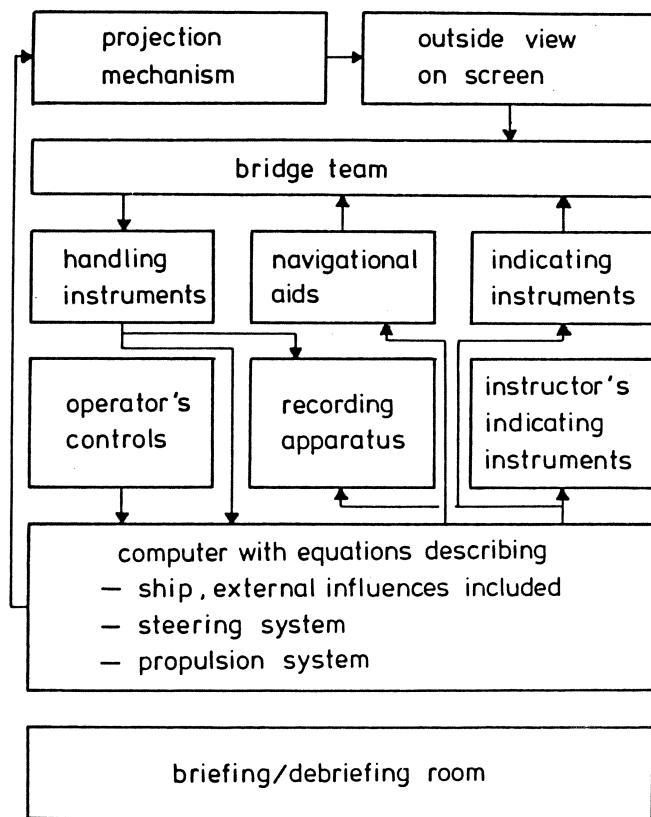 projection
mechanism
outside view
on screen
bridge team
handling
instruments
navigational
aids
indicating
instruments
operator's
controls
recording
apparatus
instructor's
indicating
instruments
computer with equations describing
– ship, external influences included
– steering system
– propulsion system
briefing/debriefing room